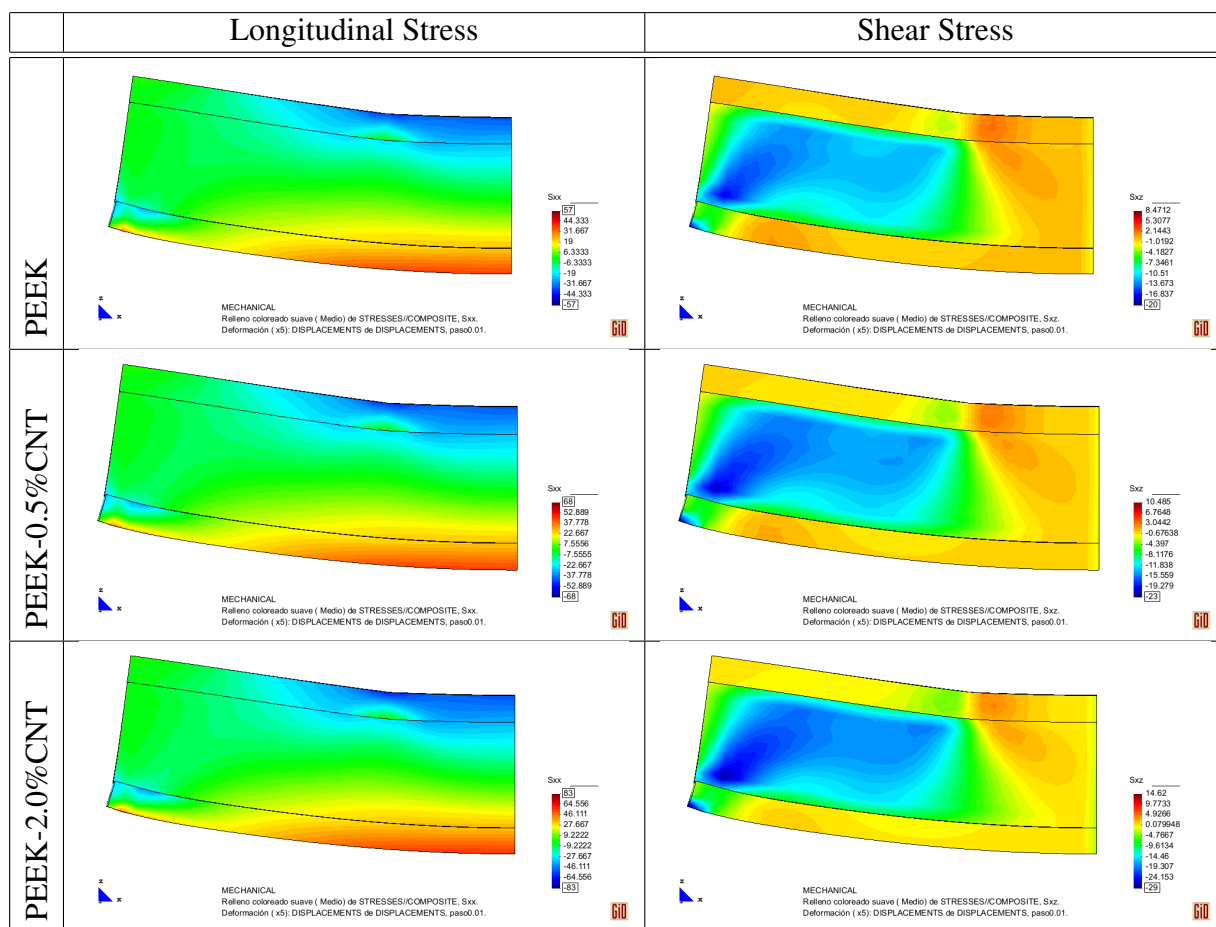 Longitudinal Stress
Shear Stress
PEEK
Sxx
57
44.333
31.667
19
6.3333
-6.3333
-19
-31.667
-44.333
-57
z
x
MECHANICAL
Relleno coloreado suave ( Medio) de STRESSES//COMPOSITE, Sxx.
Deformación ( x5): DISPLACEMENTS de DISPLACEMENTS, paso0.01.
GiD
Sxz
8.4712
5.3077
2.1443
-1.0192
-4.1827
-7.3461
-10.51
-13.673
-16.837
-20
z
x
MECHANICAL
Relleno coloreado suave ( Medio) de STRESSES//COMPOSITE, Sxz.
Deformación ( x5): DISPLACEMENTS de DISPLACEMENTS, paso0.01.
GiD
PEEK-0.5%CNT
Sxx
68
52.889
37.778
22.667
7.5556
-7.5555
-22.667
-37.778
-52.889
-68
z
x
MECHANICAL
Relleno coloreado suave ( Medio) de STRESSES//COMPOSITE, Sxx.
Deformación ( x5): DISPLACEMENTS de DISPLACEMENTS, paso0.01.
GiD
Sxz
10.485
6.7648
3.0442
-0.67638
-4.397
-8.1176
-11.838
-15.559
-19.279
-23
z
x
MECHANICAL
Relleno coloreado suave ( Medio) de STRESSES//COMPOSITE, Sxz.
Deformación ( x5): DISPLACEMENTS de DISPLACEMENTS, paso0.01.
GiD
PEEK-2.0%CNT
Sxx
83
64.556
46.111
27.667
9.2222
-9.2222
-27.667
-46.111
-64.556
-83
z
x
MECHANICAL
Relleno coloreado suave ( Medio) de STRESSES//COMPOSITE, Sxx.
Deformación ( x5): DISPLACEMENTS de DISPLACEMENTS, paso0.01.
GiD
Sxz
14.62
9.7733
4.9266
0.079948
-4.7667
-9.6134
-14.46
-19.307
-24.153
-29
z
x
MECHANICAL
Relleno coloreado suave ( Medio) de STRESSES//COMPOSITE, Sxz.
Deformación ( x5): DISPLACEMENTS de DISPLACEMENTS, paso0.01.
GiD